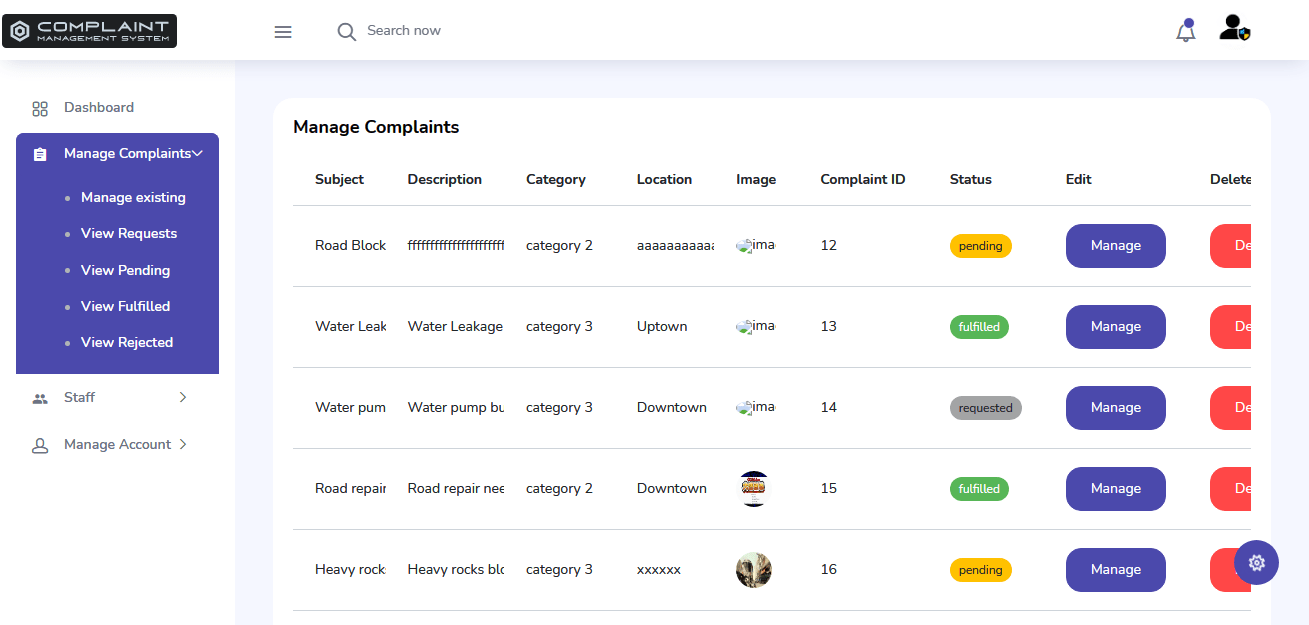 COMPLAINT
MANAGEMENT SYSTEM
Search now
Dashboard
Manage Complaints
Manage existing
View Requests
View Pending
View Fulfilled
View Rejected
Staff
Manage Account
Manage Complaints
Subject Description Category Location Image Complaint ID Status Edit Delete
Road Block ffffffffffffffffffffff category 2 aaaaaaaaaaa ima 12 pending Manage De
Water Leak Water Leakage category 3 Uptown ima 13 fulfilled Manage De
Water pum Water pump bu category 3 Downtown ima 14 requested Manage De
Road repair Road repair nee category 2 Downtown 15 fulfilled Manage De
Heavy rock Heavy rocks blo category 3 xxxxxx 16 pending Manage